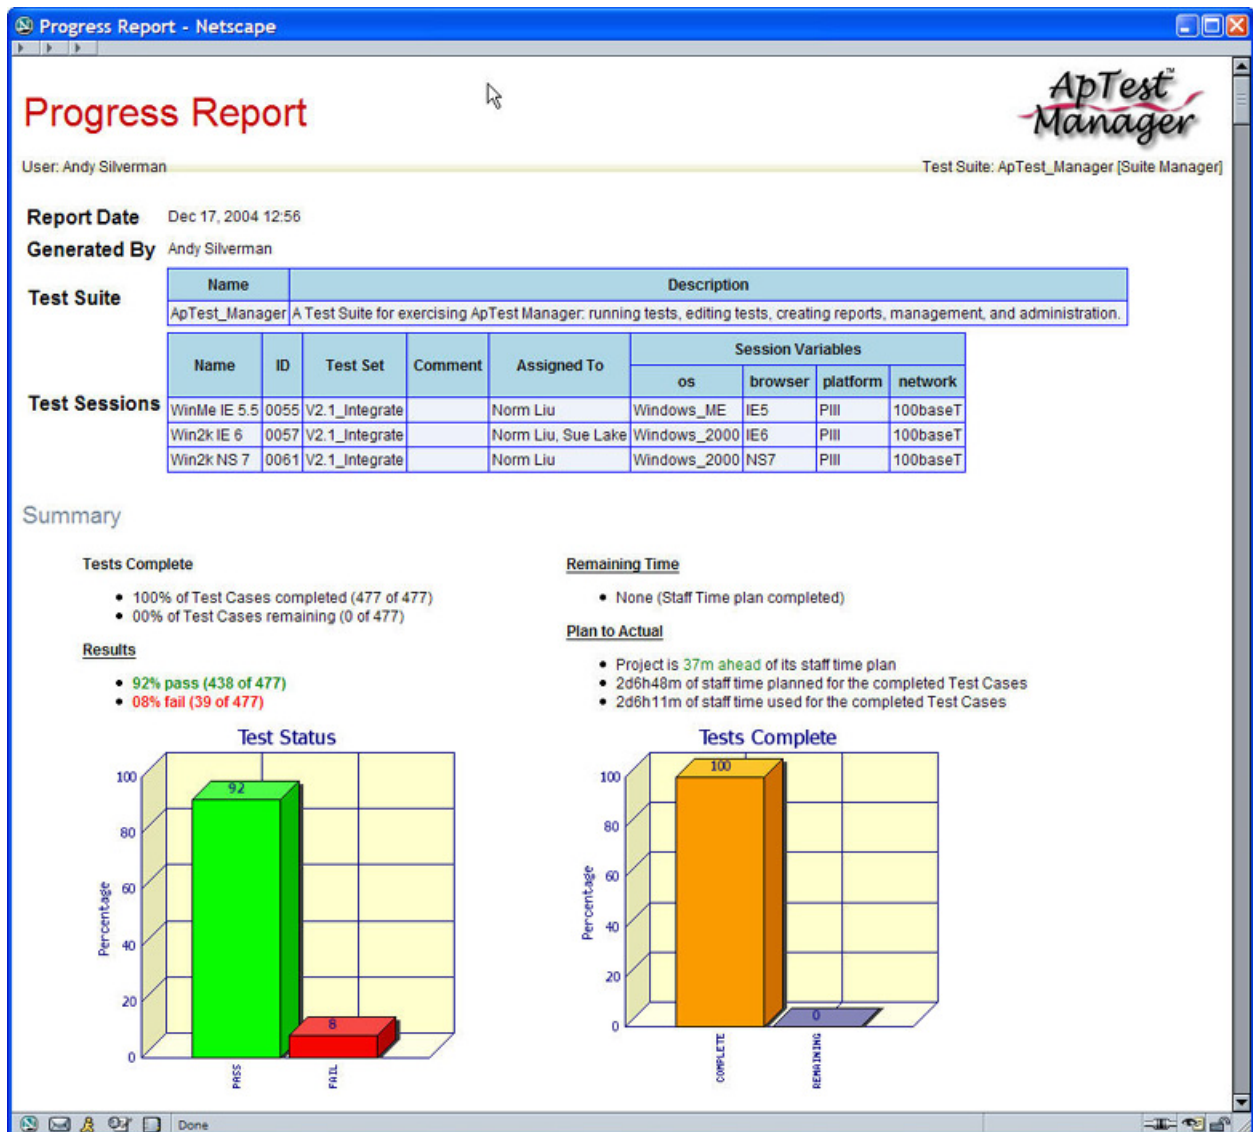 Progress Report - Netscape
Progress Report
ApTest™
Manager
User: Andy Silverman
Test Suite: ApTest_Manager [Suite Manager]
Report Date Dec 17, 2004 12:56
Generated By Andy Silverman
Test Suite
Name Description
ApTest_Manager A Test Suite for exercising ApTest Manager: running tests, editing tests, creating reports, management, and administration.
Test Sessions
Name ID Test Set Comment Assigned To Session Variables
os browser platform network
WinMe IE 5.5 0055 V2.1_Integrate Norm Liu Windows_ME IE5 PIII 100baseT
Win2k IE 6 0057 V2.1_Integrate Norm Liu, Sue Lake Windows_2000 IE6 PIII 100baseT
Win2k NS 7 0061 V2.1_Integrate Norm Liu Windows_2000 NS7 PIII 100baseT
Summary
Tests Complete
• 100% of Test Cases completed (477 of 477)
• 00% of Test Cases remaining (0 of 477)
Results
• 92% pass (438 of 477)
• 08% fail (39 of 477)
Remaining Time
• None (Staff Time plan completed)
Plan to Actual
• Project is 37m ahead of its staff time plan
• 2d6h48m of staff time planned for the completed Test Cases
• 2d6h11m of staff time used for the completed Test Cases
Test Status
Percentage
100
80
60
40
20
0
92
8
PASS
FAIL
Tests Complete
Percentage
100
80
60
40
20
0
100
0
COMPLETE
REMAINING
Done